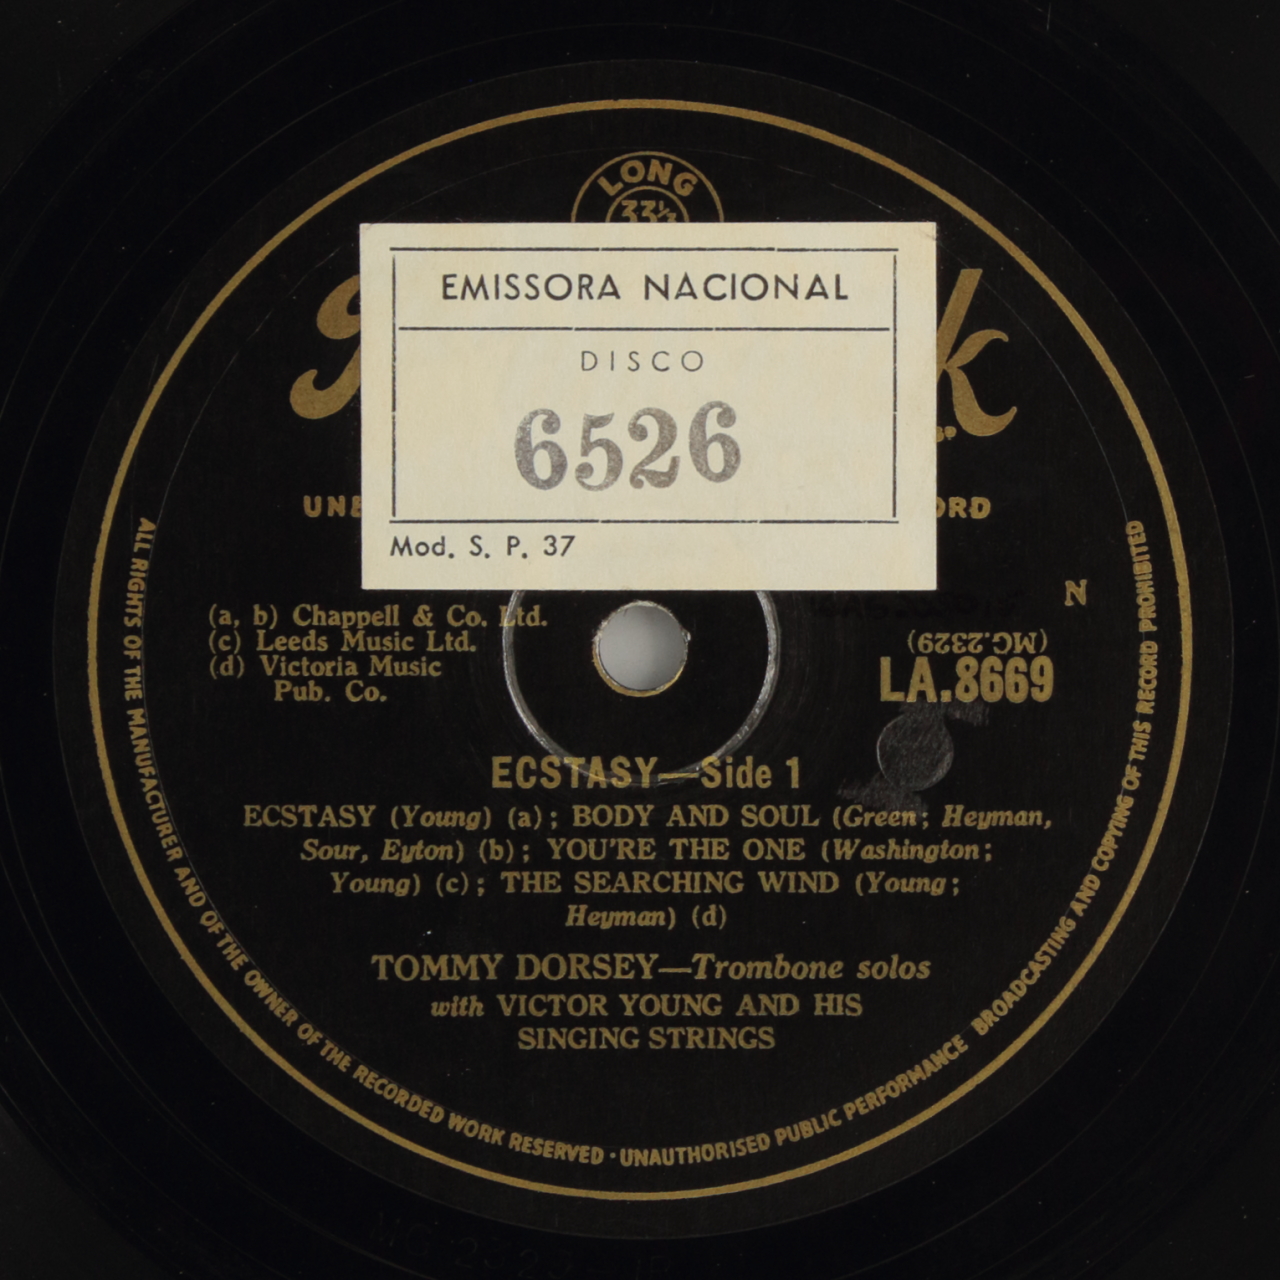 LONG
33⅓
EMISSORA NACIONAL
DISCO
6526
Mod. S. P. 37
N
(a, b) Chappell & Co. Ltd.
(c) Leeds Music Ltd.
(d) Victoria Music
Pub. Co.
(MG.2329)
LA.8669
ECSTASY—Side 1
ECSTASY (Young) (a); BODY AND SOUL (Green; Heyman,
Sour, Eyton) (b); YOU'RE THE ONE (Washington;
Young) (c); THE SEARCHING WIND (Young;
Heyman) (d)
TOMMY DORSEY—Trombone solos
with VICTOR YOUNG AND HIS
SINGING STRINGS
ALL RIGHTS OF THE MANUFACTURER AND OF THE OWNER OF THE RECORDED WORK RESERVED · UNAUTHORISED PUBLIC PERFORMANCE BROADCASTING AND COPYING OF THIS RECORD PROHIBITED